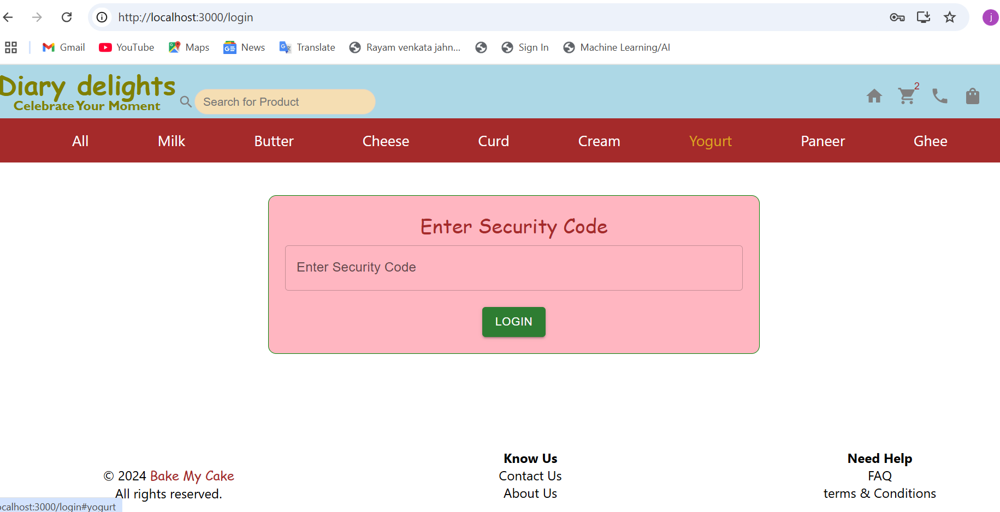 http://localhost:3000/login
j
Gmail YouTube Maps News Translate Rayam venkata jahn... Sign In Machine Learning/AI
Diary delights
Celebrate Your Moment
Search for Product
2
All Milk Butter Cheese Curd Cream Yogurt Paneer Ghee
Enter Security Code
Enter Security Code
LOGIN
Know Us
Need Help
© 2024 Bake My Cake
Contact Us
FAQ
All rights reserved.
About Us
terms & Conditions
ocalhost:3000/login#yogurt